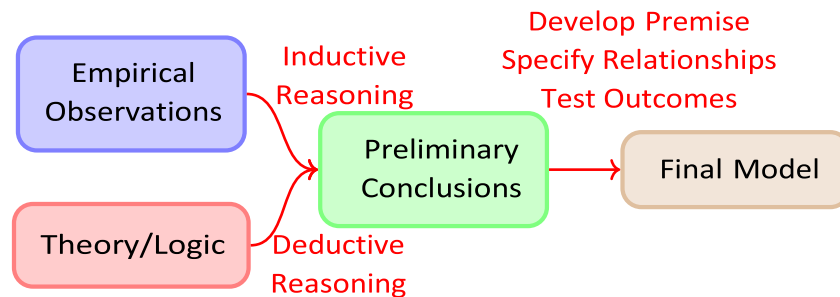 Empirical
Observations
Inductive
Reasoning
Develop Premise
Specify Relationships
Test Outcomes
Preliminary
Conclusions
Final Model
Theory/Logic
Deductive
Reasoning